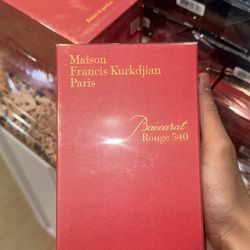 Maison
Francis Kurkdjian
Paris
Baccarat
Rouge 540